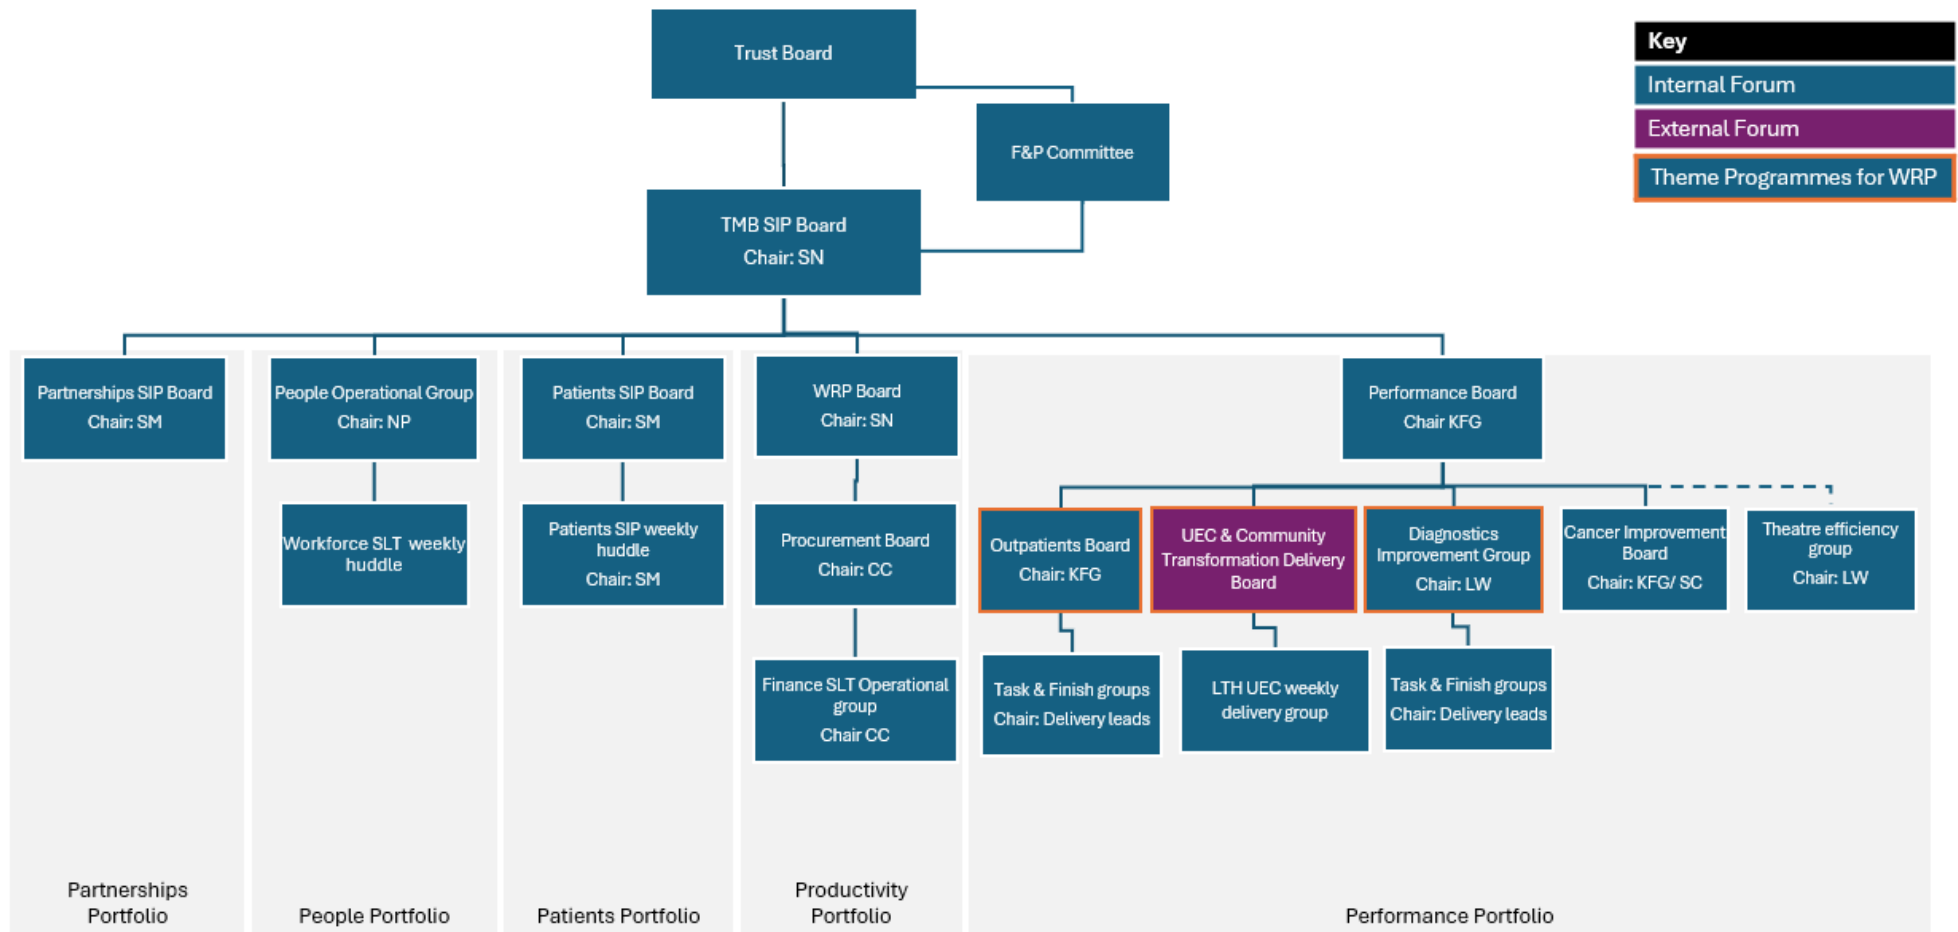 Trust Board
Key
Internal Forum
External Forum
Theme Programmes for WRP
F&P Committee
TMB SIP Board
Chair: SN
Partnerships SIP Board
Chair: SM
People Operational Group
Chair: NP
Patients SIP Board
Chair: SM
WRP Board
Chair: SN
Performance Board
Chair KFG
Workforce SLT weekly
huddle
Patients SIP weekly
huddle
Chair: SM
Procurement Board
Chair: CC
Outpatients Board
Chair: KFG
UEC & Community
Transformation Delivery
Board
Diagnostics
Improvement Group
Chair: LW
Cancer Improvement
Board
Chair: KFG/ SC
Theatre efficiency
group
Chair: LW
Finance SLT Operational
group
Chair CC
Task & Finish groups
Chair: Delivery leads
LTH UEC weekly
delivery group
Task & Finish groups
Chair: Delivery leads
Partnerships
Portfolio
People Portfolio
Patients Portfolio
Productivity
Portfolio
Performance Portfolio